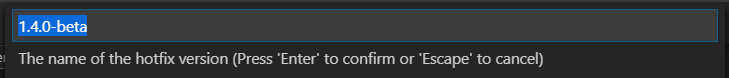 1.4.0-beta
The name of the hotfix version (Press 'Enter' to confirm or 'Escape' to cancel)